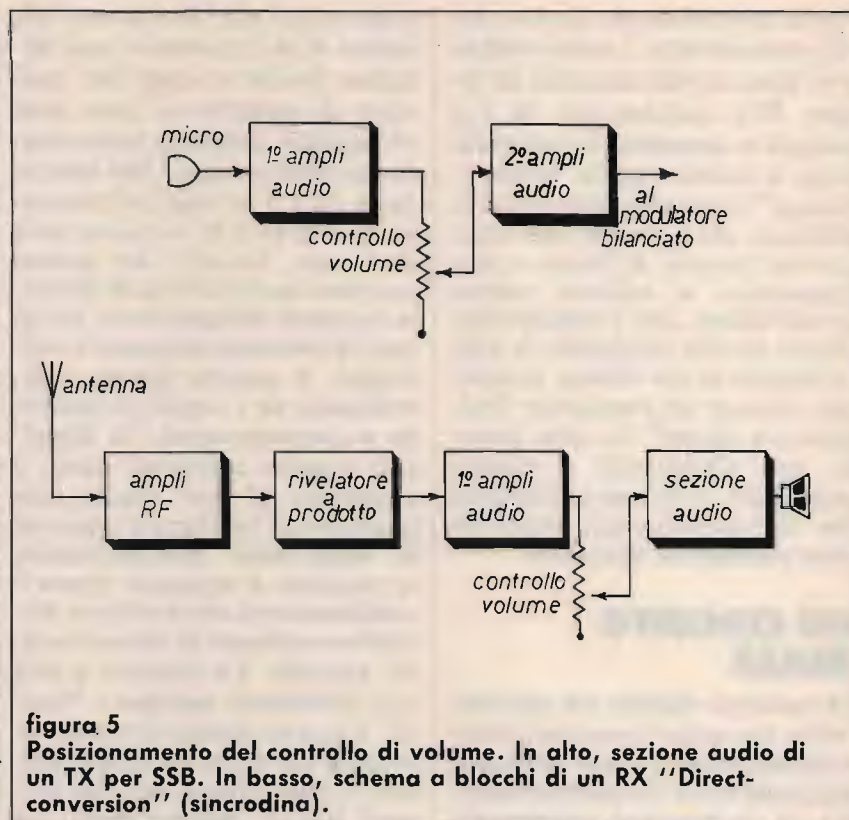 micro
1º ampli
audio
2º ampli
audio
controllo
volume
al
modulatore
bilanciato
antenna
ampli
RF
rivelatore
a
prodotto
1º ampli
audio
sezione
audio
controllo
volume
figura 5
Posizionamento del controllo di volume. In alto, sezione audio di
un TX per SSB. In basso, schema a blocchi di un RX ''Direct-
conversion'' (sincrodina).